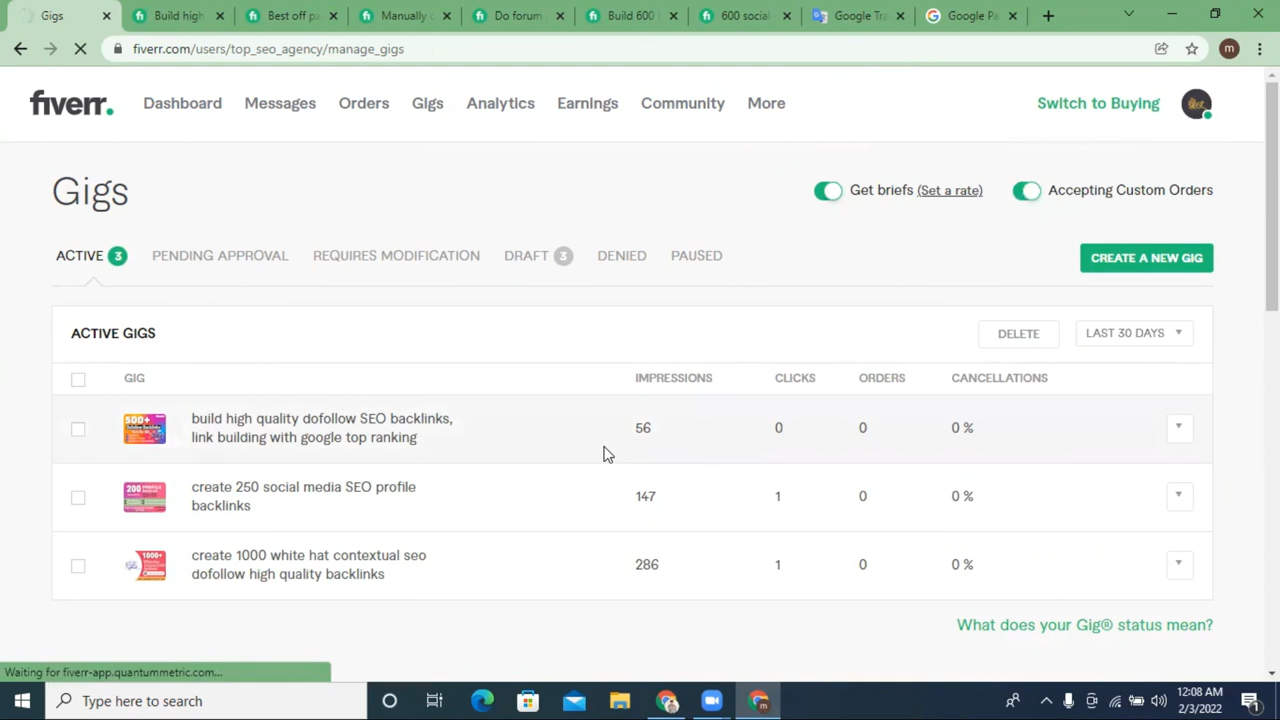 Gigs
Build high
Best off pa
Manually c
Do forum
Build 600
600 social
Google Tra
Google Pa
fiverr.com/users/top_seo_agency/manage_gigs
m
fiverr.
Dashboard
Messages
Orders
Gigs
Analytics
Earnings
Community
More
Switch to Buying
Gigs
Get briefs (Set a rate)
Accepting Custom Orders
ACTIVE 3
PENDING APPROVAL
REQUIRES MODIFICATION
DRAFT 3
DENIED
PAUSED
CREATE A NEW GIG
ACTIVE GIGS
DELETE
LAST 30 DAYS
GIG
IMPRESSIONS
CLICKS
ORDERS
CANCELLATIONS
500+
build high quality dofollow SEO backlinks,
link building with google top ranking
56
0
0
0 %
200
create 250 social media SEO profile
backlinks
147
1
0
0 %
1000+
create 1000 white hat contextual seo
dofollow high quality backlinks
286
1
0
0 %
What does your Gig® status mean?
Waiting for fiverr-app.quantummetric.com...
Type here to search
12:08 AM
2/3/2022
1